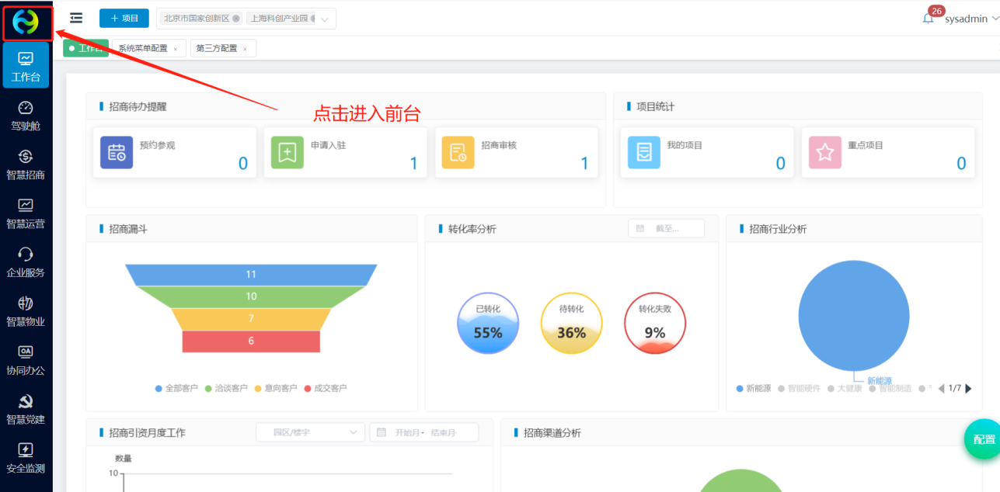 + 项目
北京市国家创新区
上海科创产业园
26
sysadmin
工作台
系统菜单配置
第三方配置
工作台
驾驶舱
智慧招商
智慧运营
企业服务
智慧物业
协同办公
智慧党建
安全监测
点击进入前台
招商待办提醒
预约参观
0
申请入驻
1
招商审核
1
项目统计
我的项目
0
重点项目
0
招商漏斗
11
10
7
6
全部客户
洽谈客户
意向客户
成交客户
转化率分析
截至...
已转化
55%
待转化
36%
转化失败
9%
招商行业分析
新能源
新能源
智能硬件
大健康
智能制造
1/7
招商引资月度工作
园区/楼宇
开始月 - 结束月
数量
10
招商渠道分析
配置